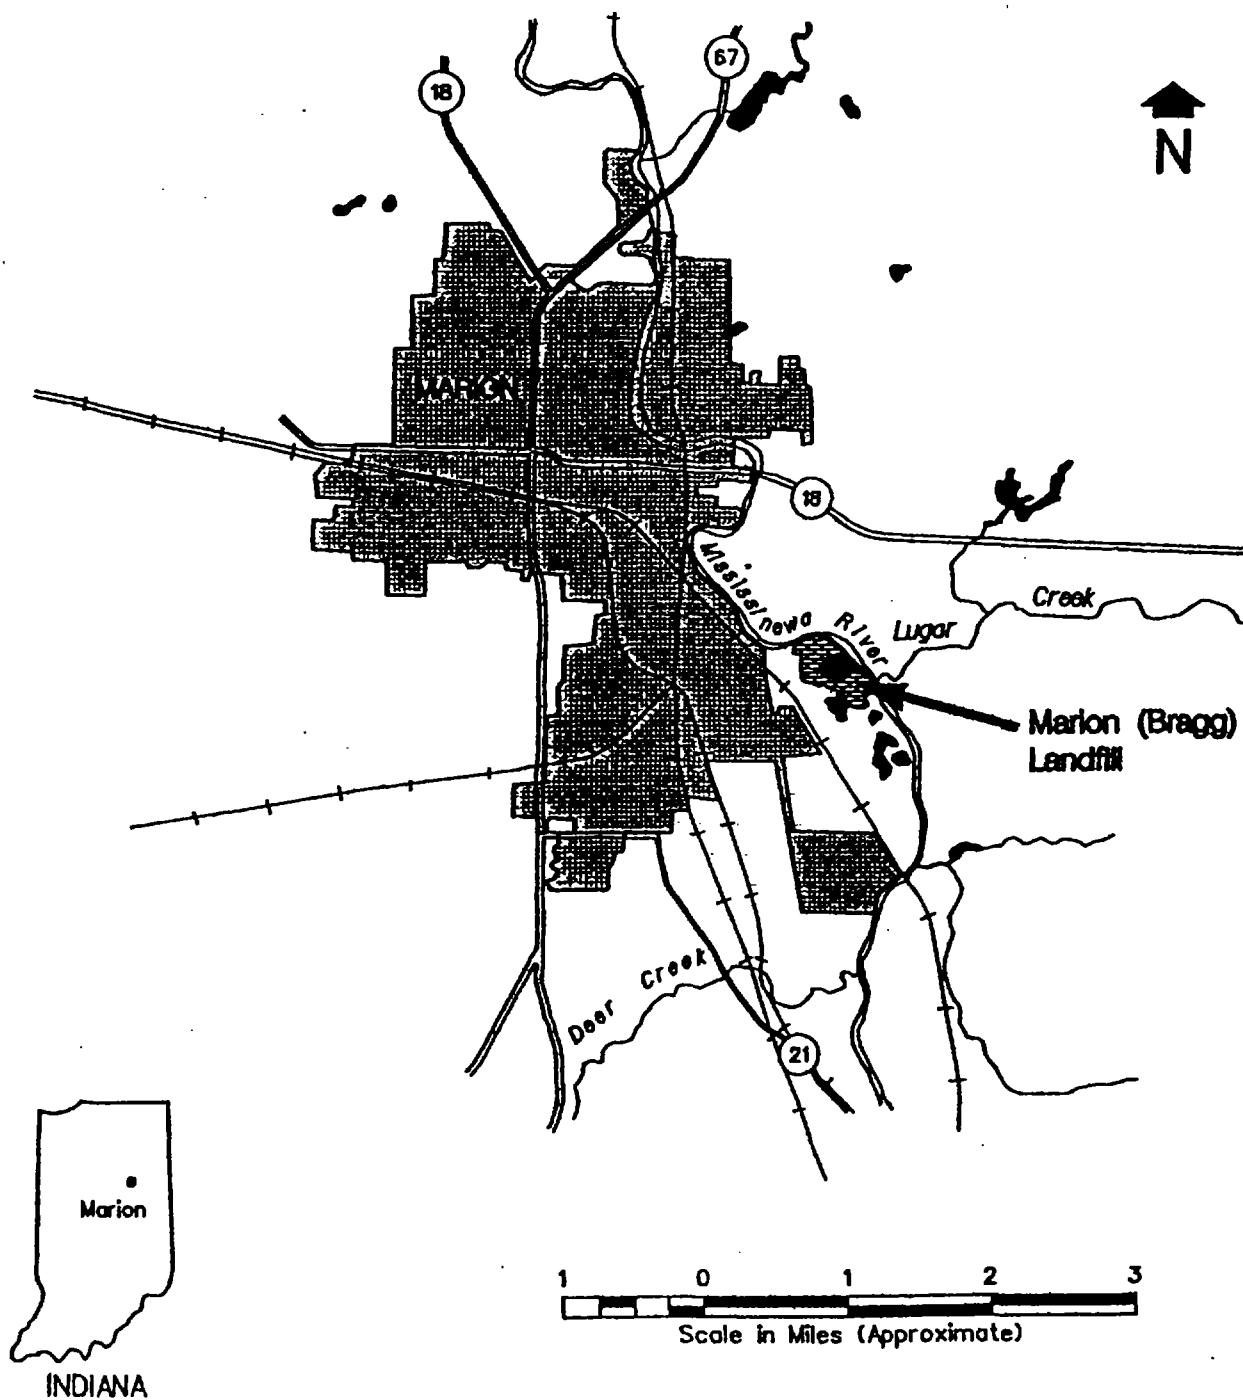 67
18
N
MARION
18
Mississinewa River
Lugar Creek
Marion (Bragg)
Landfill
Deer Creek
21
Marion
INDIANA
1 0 1 2 3
Scale in Miles (Approximate)